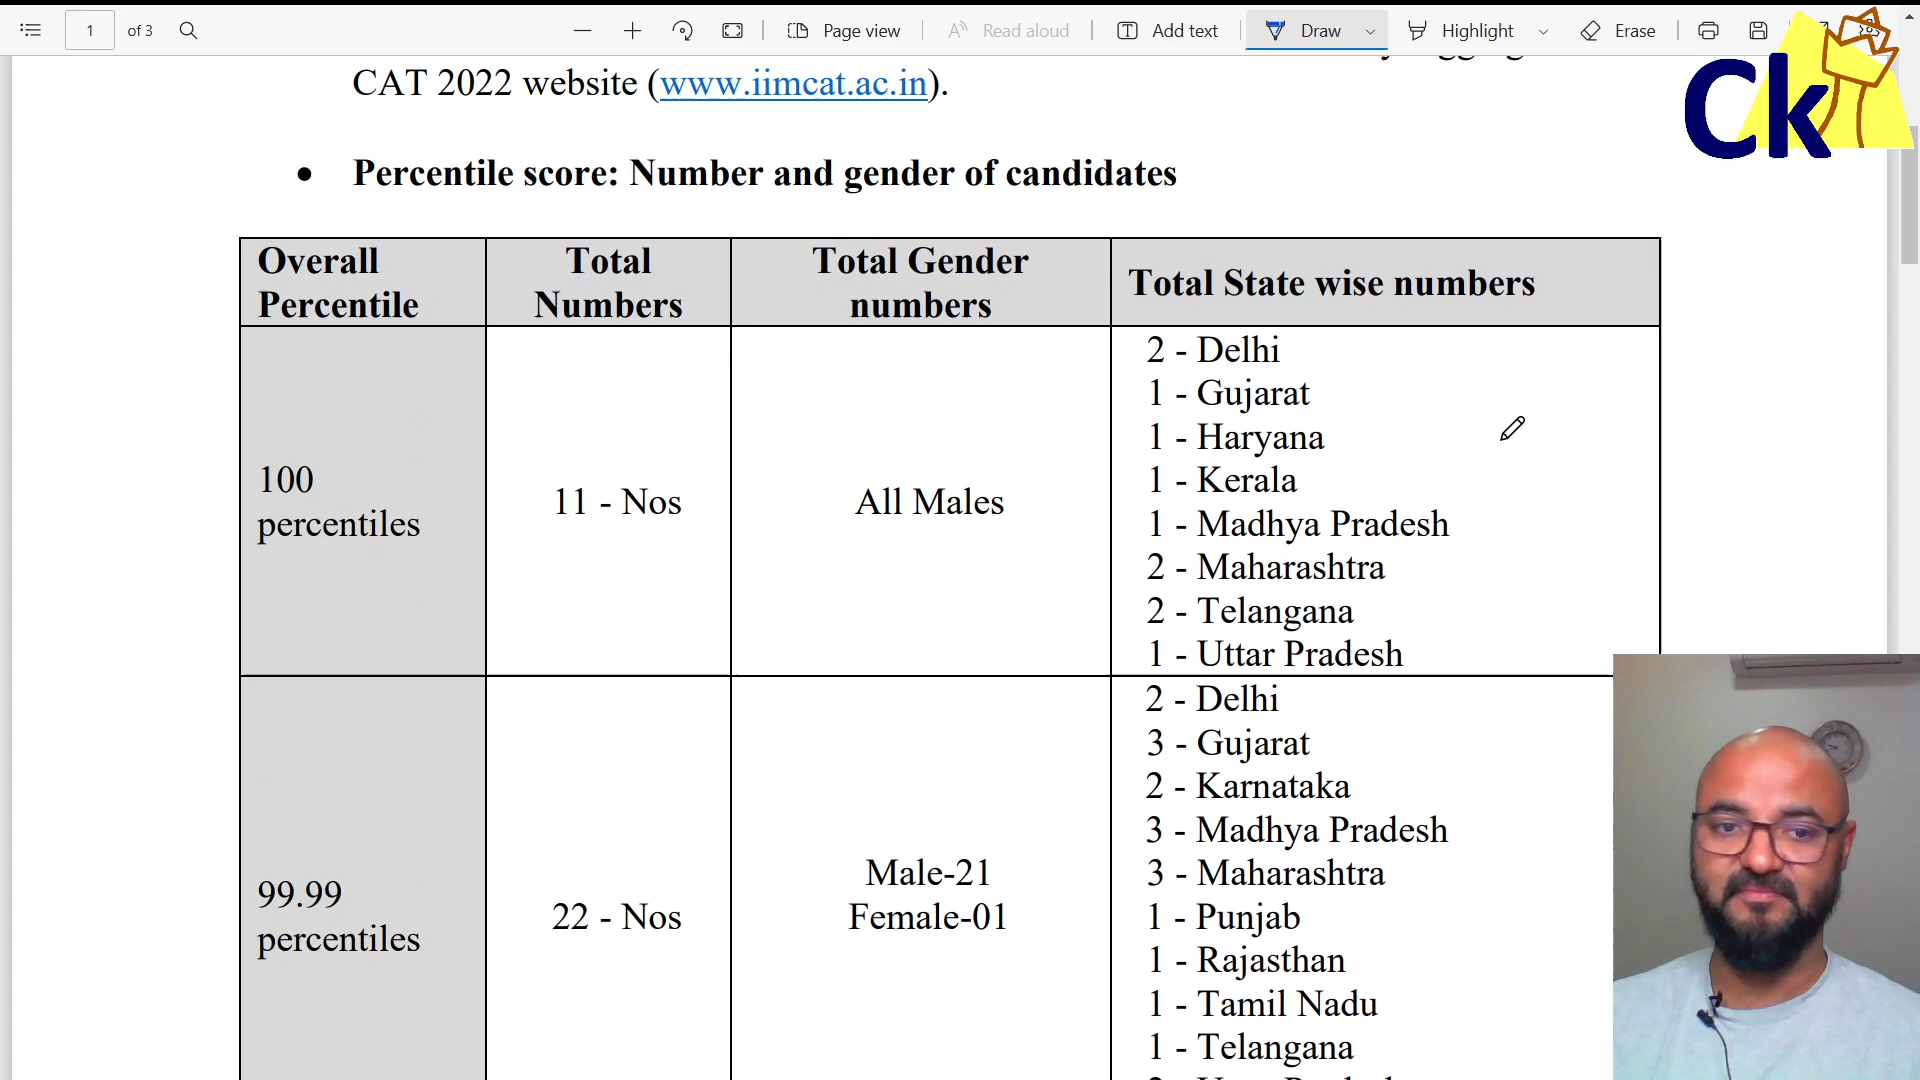 1 of 3 Page view Read aloud Add text Draw Highlight Erase
CAT 2022 website (www.iimcat.ac.in).
Ck
• Percentile score: Number and gender of candidates
Overall Percentile
Total Numbers
Total Gender numbers
Total State wise numbers
100 percentiles
11 - Nos
All Males
2 - Delhi
1 - Gujarat
1 - Haryana
1 - Kerala
1 - Madhya Pradesh
2 - Maharashtra
2 - Telangana
1 - Uttar Pradesh
99.99 percentiles
22 - Nos
Male-21
Female-01
2 - Delhi
3 - Gujarat
2 - Karnataka
3 - Madhya Pradesh
3 - Maharashtra
1 - Punjab
1 - Rajasthan
1 - Tamil Nadu
1 - Telangana